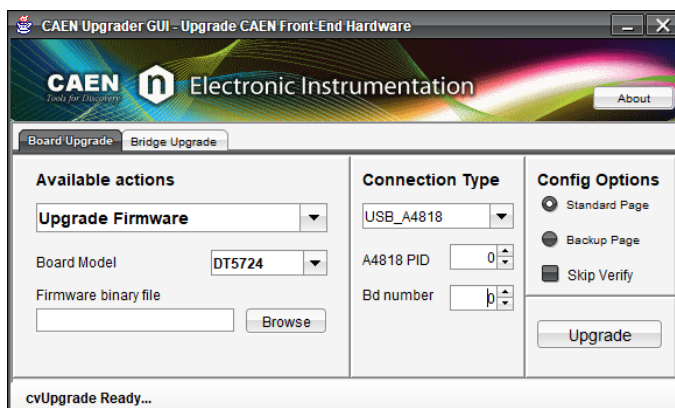 CAEN Upgrader GUI - Upgrade CAEN Front-End Hardware
CAEN n Electronic Instrumentation
Tools for Discovery
About
Board Upgrade Bridge Upgrade
Available actions
Upgrade Firmware
Board Model DT5724
Firmware binary file
Browse
Connection Type
USB_A4818
A4818 PID 0
Bd number 0
Config Options
Standard Page
Backup Page
Skip Verify
Upgrade
cvUpgrade Ready...